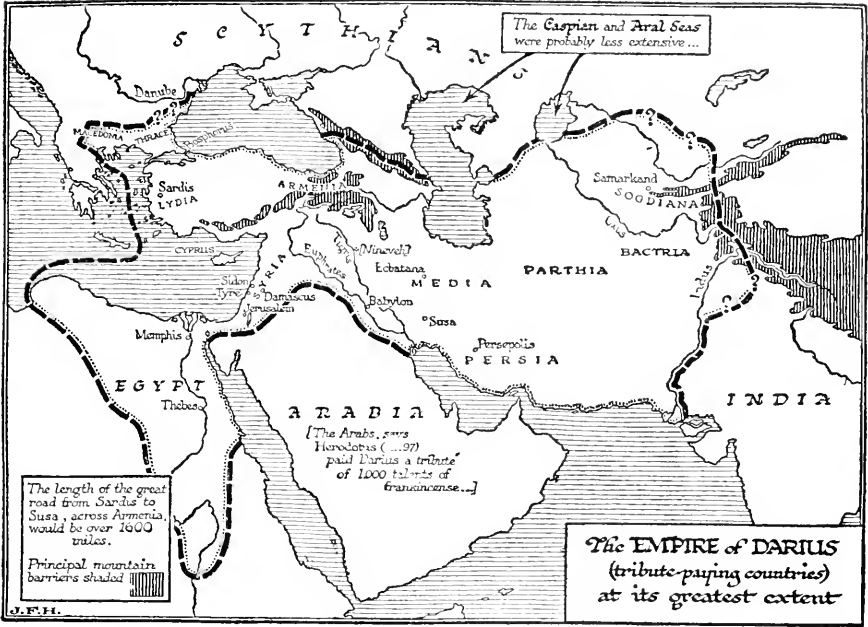 The Caspian and Aral Seas
were probably less extensive...
SCYTHIANS
Danube
MACEDONIA
THRACE
Bosphorus
Sardis
LYDIA
ARMENIA
Samarkand
SOGDIANA
Oxus
BACTRIA
CYPRUS
Tigris
[Nineveh]
Ecbatana
MEDIA
PARTHIA
Euphrates
SYRIA
Sidon
Tyre
Damascus
Jerusalem
Babylon
Susa
Indus
Memphis
Persepolis
PERSIA
EGYPT
Thebes
ARABIA
INDIA
[The Arabs, says
Herodotus (...97)
paid Darius a tribute
of 1,000 talents of
frankincense...]
The length of the great
road from Sardis to
Susa, across Armenia,
would be over 1600
miles.
Principal mountain
barriers shaded
The EMPIRE of DARIUS
(tribute-paying countries)
at its greatest extent
J.F.H.
? ? ? ? ? ? ?